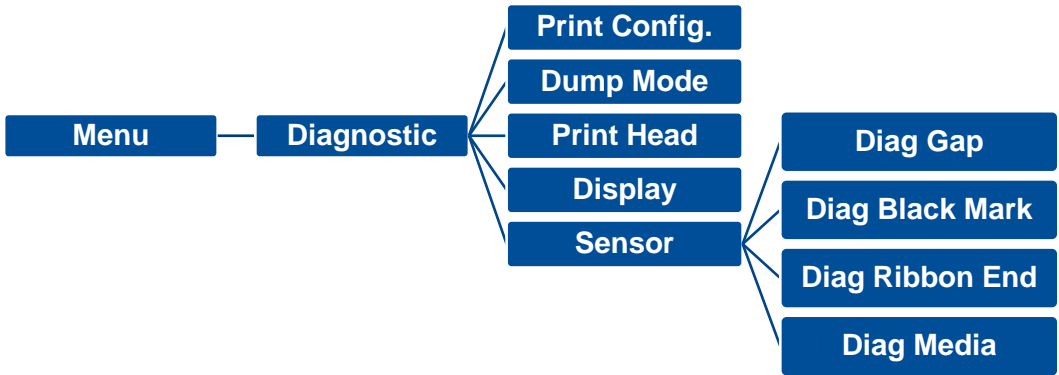 Menu
Diagnostic
Print Config.
Dump Mode
Print Head
Display
Sensor
Diag Gap
Diag Black Mark
Diag Ribbon End
Diag Media